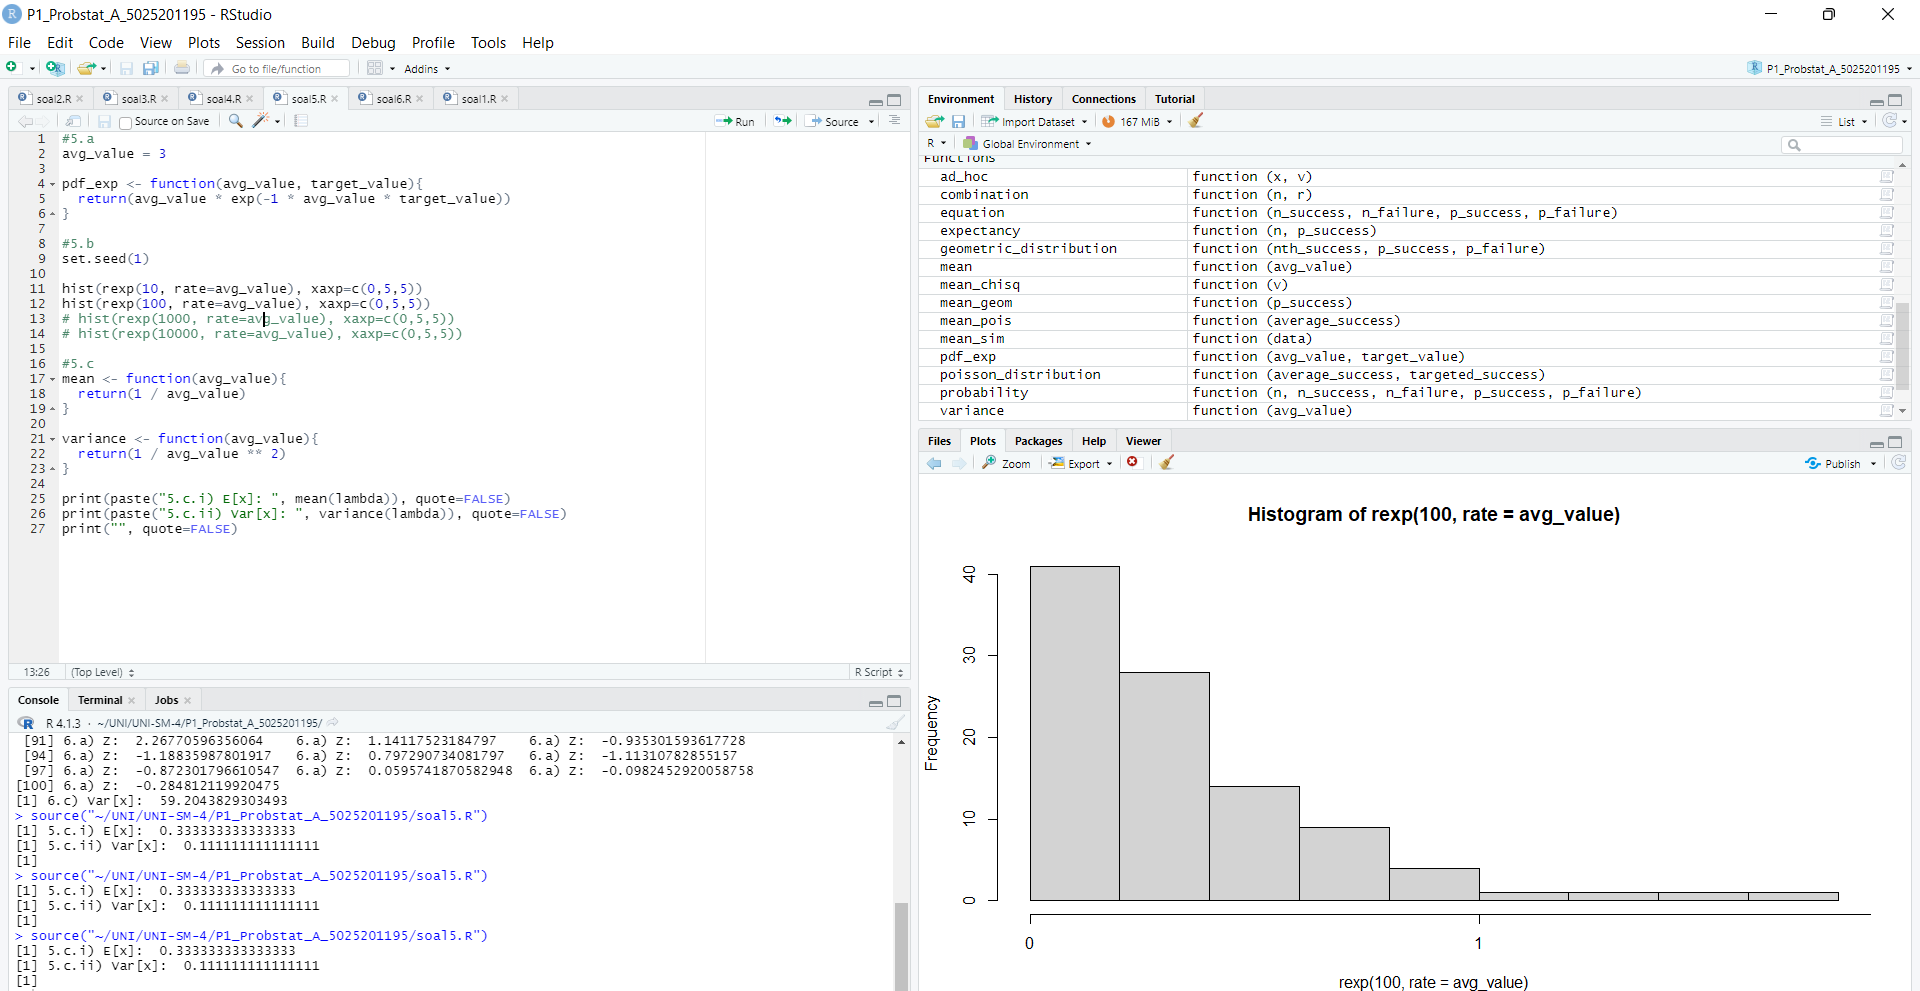 P1_Probstat_A_5025201195 - RStudio
File Edit Code View Plots Session Build Debug Profile Tools Help
Go to file/function Addins P1_Probstat_A_5025201195
soal2.R soal3.R soal4.R soal5.R soal6.R soal1.R
Source on Save Run Source
1 #5.a
2 avg_value = 3
3
4 pdf_exp <- function(avg_value, target_value){
5 return(avg_value * exp(-1 * avg_value * target_value))
6 }
7
8 #5.b
9 set.seed(1)
10
11 hist(rexp(10, rate=avg_value), xaxp=c(0,5,5))
12 hist(rexp(100, rate=avg_value), xaxp=c(0,5,5))
13 # hist(rexp(1000, rate=avg_value), xaxp=c(0,5,5))
14 # hist(rexp(10000, rate=avg_value), xaxp=c(0,5,5))
15
16 #5.c
17 mean <- function(avg_value){
18 return(1 / avg_value)
19 }
20
21 variance <- function(avg_value){
22 return(1 / avg_value ** 2)
23 }
24
25 print(paste("5.c.i) E[x]: ", mean(lambda)), quote=FALSE)
26 print(paste("5.c.ii) Var[x]: ", variance(lambda)), quote=FALSE)
27 print("", quote=FALSE)
13:26 (Top Level) R Script
Console Terminal Jobs
R 4.1.3 · ~/UNI/UNI-SM-4/P1_Probstat_A_5025201195/
[91] 6.a) Z: 2.26770596356064 6.a) Z: 1.14117523184797 6.a) Z: -0.935301593617728
[94] 6.a) Z: -1.18835987801917 6.a) Z: 0.797290734081797 6.a) Z: -1.11310782855157
[97] 6.a) Z: -0.872301796610547 6.a) Z: 0.0595741870582948 6.a) Z: -0.0982452920058758
[100] 6.a) Z: -0.284812119920475
[1] 6.c) Var[x]: 59.2043829303493
> source("~/UNI/UNI-SM-4/P1_Probstat_A_5025201195/soal5.R")
[1] 5.c.i) E[x]: 0.333333333333333
[1] 5.c.ii) Var[x]: 0.111111111111111
[1]
> source("~/UNI/UNI-SM-4/P1_Probstat_A_5025201195/soal5.R")
[1] 5.c.i) E[x]: 0.333333333333333
[1] 5.c.ii) Var[x]: 0.111111111111111
[1]
> source("~/UNI/UNI-SM-4/P1_Probstat_A_5025201195/soal5.R")
[1] 5.c.i) E[x]: 0.333333333333333
[1] 5.c.ii) Var[x]: 0.111111111111111
[1]
Environment History Connections Tutorial
Import Dataset 167 MiB List
R Global Environment
Functions
ad_hoc function (x, v)
combination function (n, r)
equation function (n_success, n_failure, p_success, p_failure)
expectancy function (n, p_success)
geometric_distribution function (nth_success, p_success, p_failure)
mean function (avg_value)
mean_chisq function (v)
mean_geom function (p_success)
mean_pois function (average_success)
mean_sim function (data)
pdf_exp function (avg_value, target_value)
poisson_distribution function (average_success, targeted_success)
probability function (n, n_success, n_failure, p_success, p_failure)
variance function (avg_value)
Files Plots Packages Help Viewer
Zoom Export Publish
Histogram of rexp(100, rate = avg_value)
Frequency
40
30
20
10
0
0 1
rexp(100, rate = avg_value)